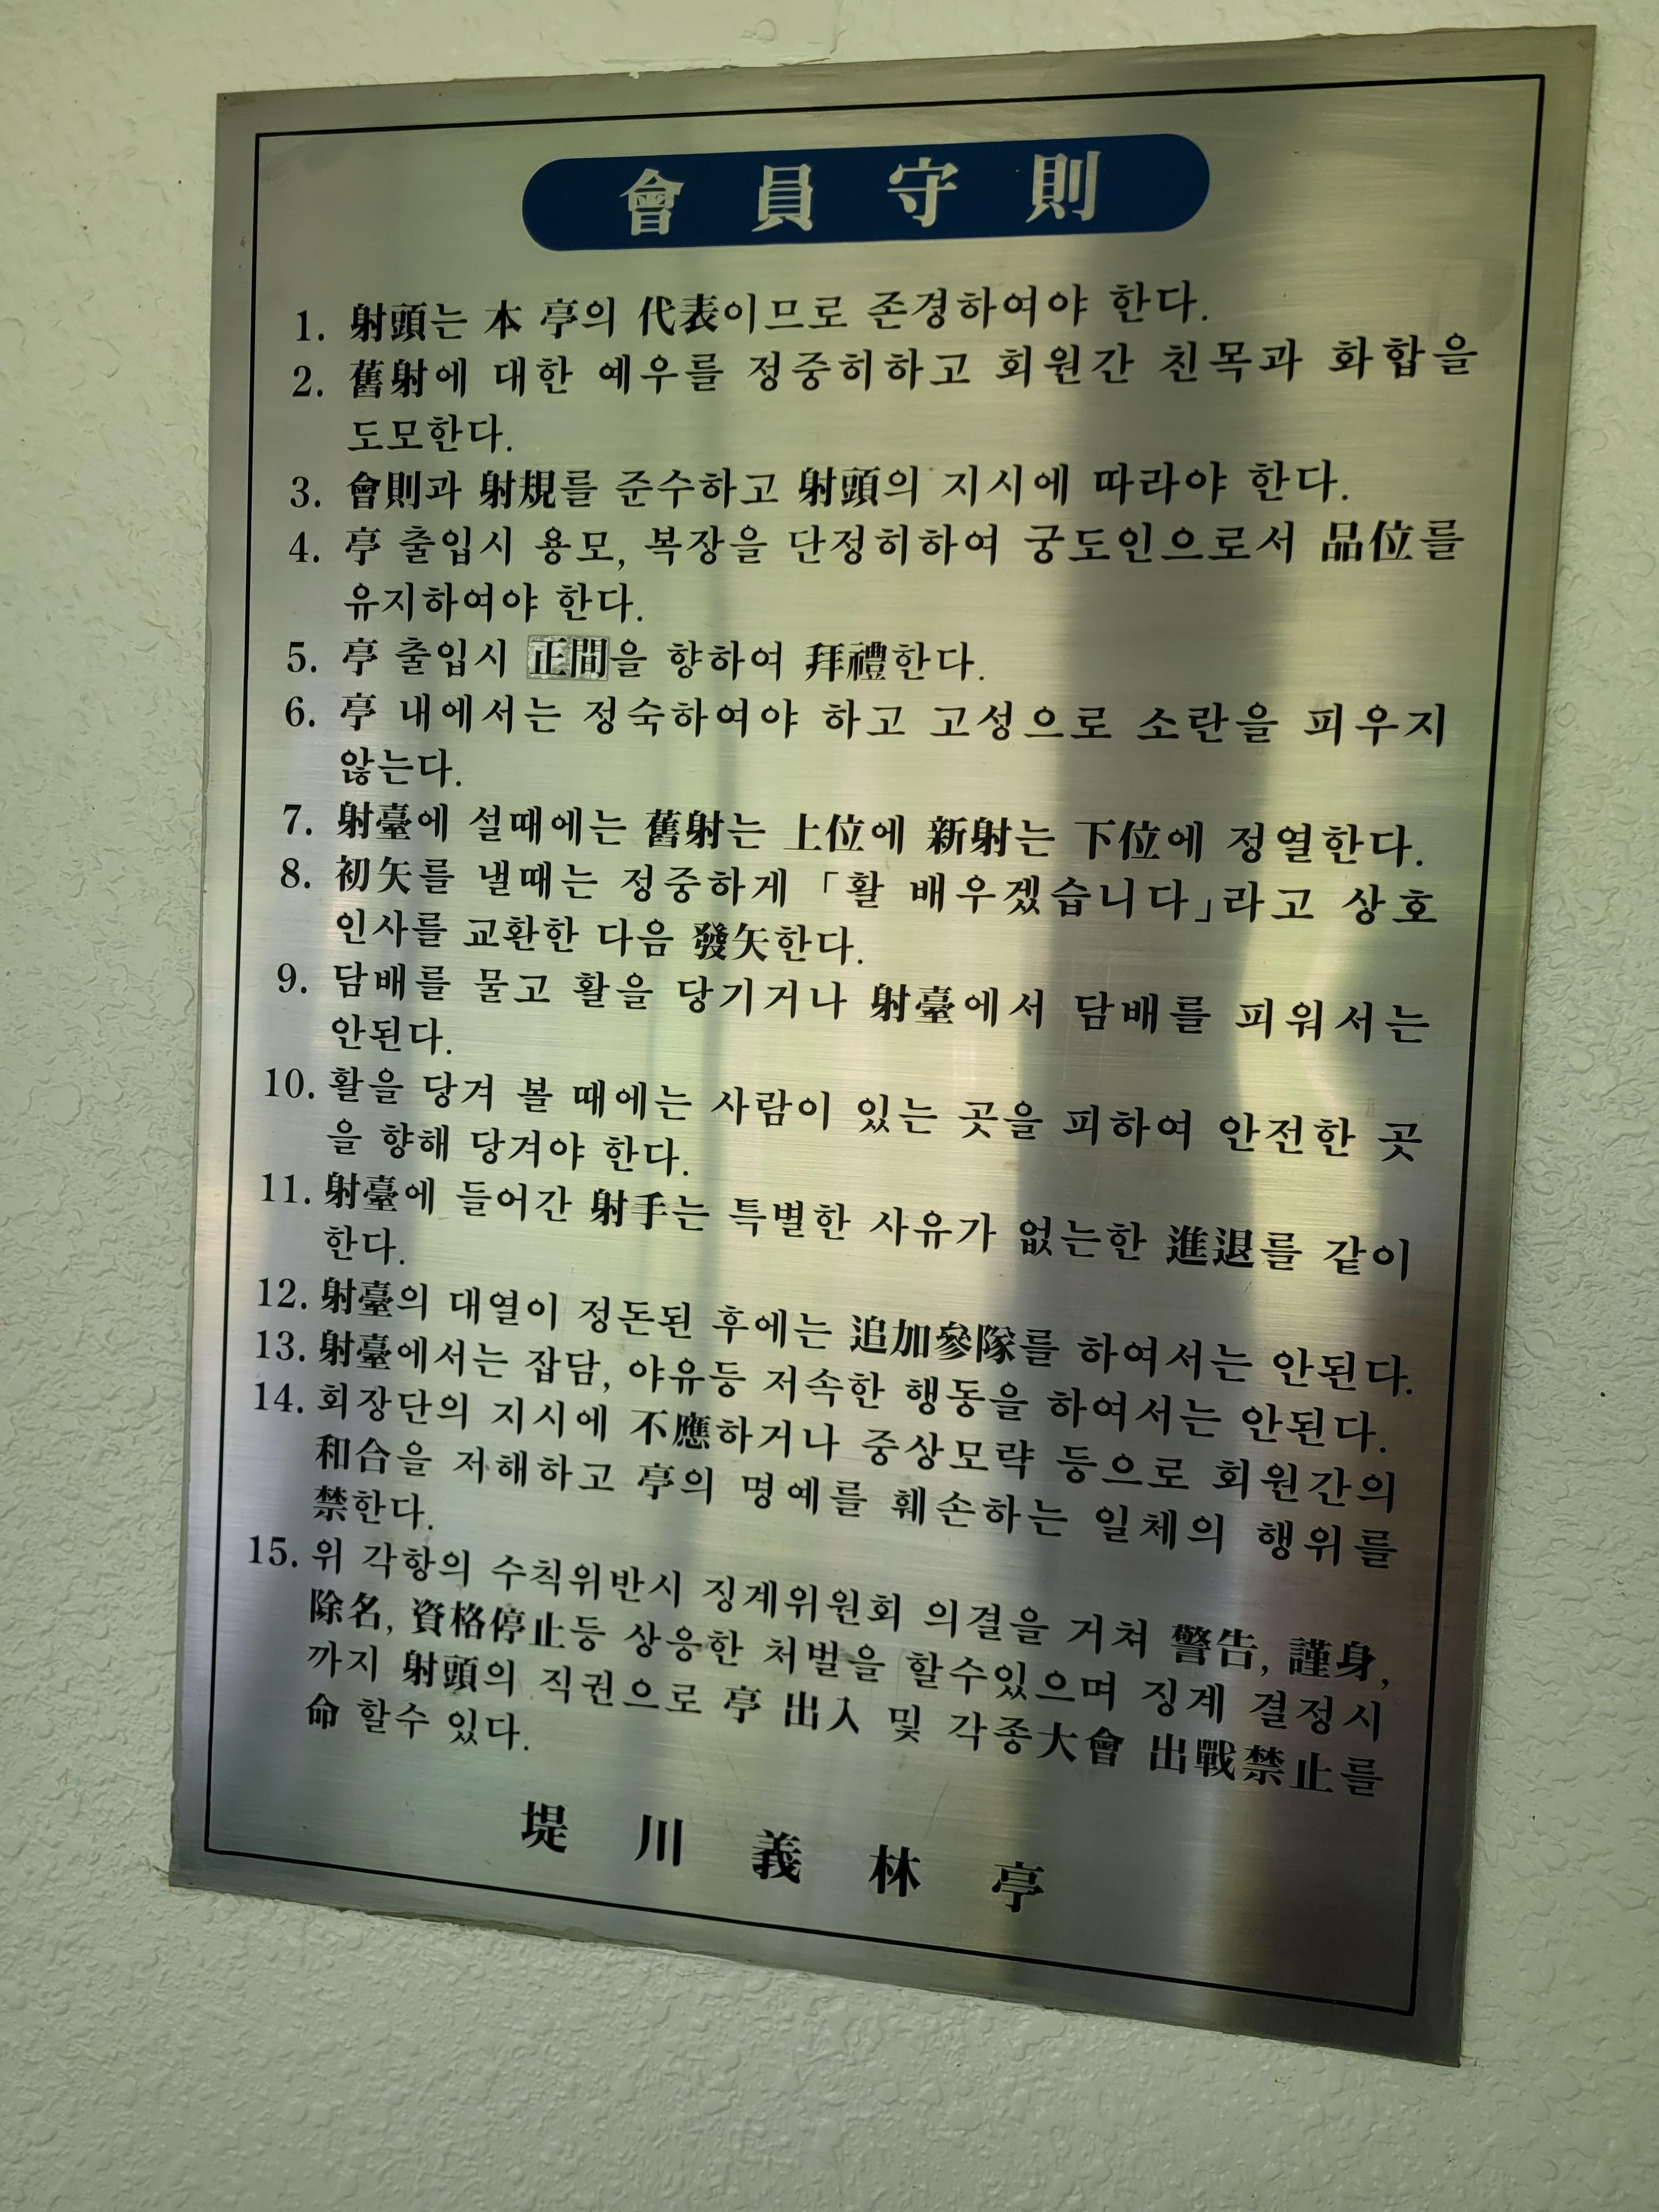 會員守則
1. 射頭는 本 亭의 代表이므로 존경하여야 한다.
2. 舊射에 대한 예우를 정중히하고 회원간 친목과 화합을
도모한다.
3. 會則과 射規를 준수하고 射頭의 지시에 따라야 한다.
4. 亭 출입시 용모, 복장을 단정히하여 궁도인으로서 品位를
유지하여야 한다.
5. 亭 출입시 正間을 향하여 拜禮한다.
6. 亭 내에서는 정숙하여야 하고 고성으로 소란을 피우지
않는다.
7. 射臺에 설때에는 舊射는 上位에 新射는 下位에 정열한다.
8. 初矢를 낼때는 정중하게 「활 배우겠습니다」라고 상호
인사를 교환한 다음 發矢한다.
9. 담배를 물고 활을 당기거나 射臺에서 담배를 피워서는
안된다.
10. 활을 당겨 볼 때에는 사람이 있는 곳을 피하여 안전한 곳
을 향해 당겨야 한다.
11. 射臺에 들어간 射手는 특별한 사유가 없는한 進退를 같이
한다.
12. 射臺의 대열이 정돈된 후에는 追加參隊를 하여서는 안된다.
13. 射臺에서는 잡담, 야유등 저속한 행동을 하여서는 안된다.
14. 회장단의 지시에 不應하거나 중상모략 등으로 회원간의
和合을 저해하고 亭의 명예를 훼손하는 일체의 행위를
禁한다.
15. 위 각항의 수칙위반시 징계위원회 의결을 거쳐 警告, 謹身,
除名, 資格停止등 상응한 처벌을 할수있으며 징계 결정시
까지 射頭의 직권으로 亭 出入 및 각종大會 出戰禁止를
命 할수 있다.
堤川義林亭